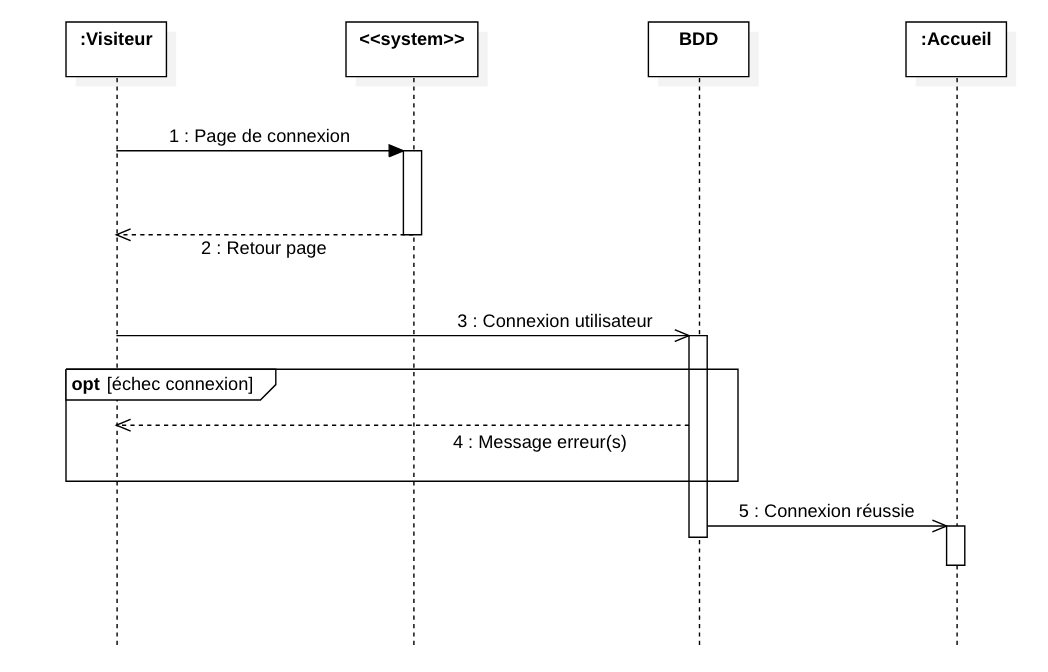 :Visiteur
<<system>>
BDD
:Accueil
1 : Page de connexion
2 : Retour page
3 : Connexion utilisateur
opt [échec connexion]
4 : Message erreur(s)
5 : Connexion réussie